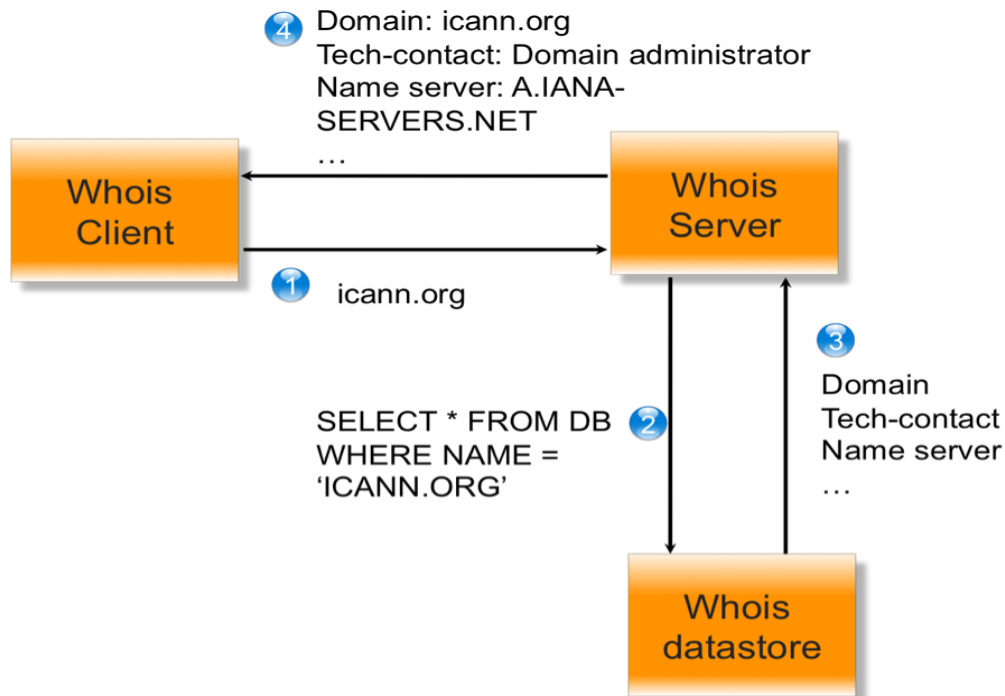 4
Domain: icann.org
Tech-contact: Domain administrator
Name server: A.IANA-
SERVERS.NET
…
Whois
Client
Whois
Server
1
icann.org
3
Domain
Tech-contact
Name server
…
SELECT * FROM DB
WHERE NAME =
‘ICANN.ORG’
2
Whois
datastore